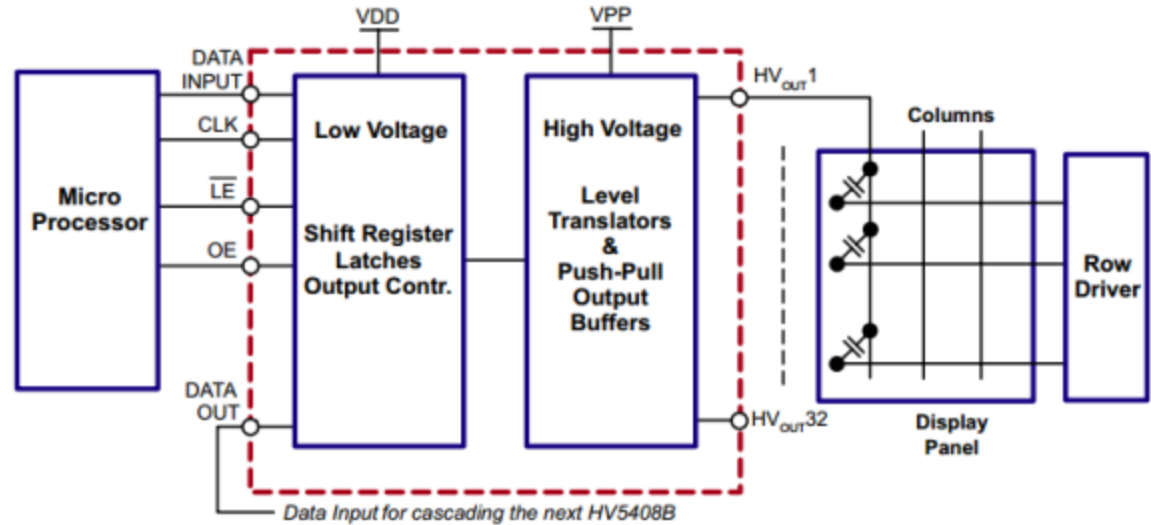 VDD
VPP
DATA
INPUT
CLK
L̅E̅
OE
DATA
OUT
Micro
Processor
Low Voltage
Shift Register
Latches
Output Contr.
High Voltage
Level
Translators
&
Push-Pull
Output
Buffers
HVOUT1
HVOUT32
Columns
Display
Panel
Row
Driver
Data Input for cascading the next HV5408B